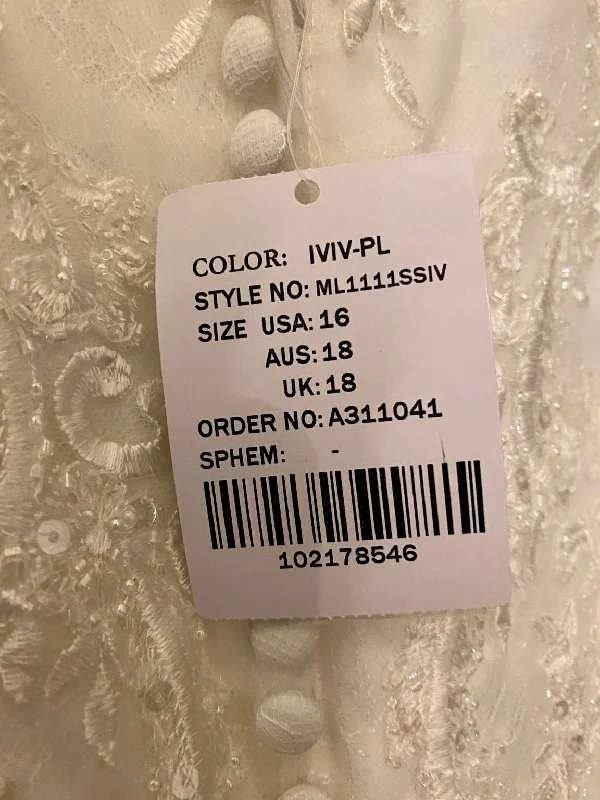 COLOR: IVIV-PL
STYLE NO: ML1111SSIV
SIZE USA: 16
AUS: 18
UK: 18
ORDER NO: A311041
SPHEM: -
102178546